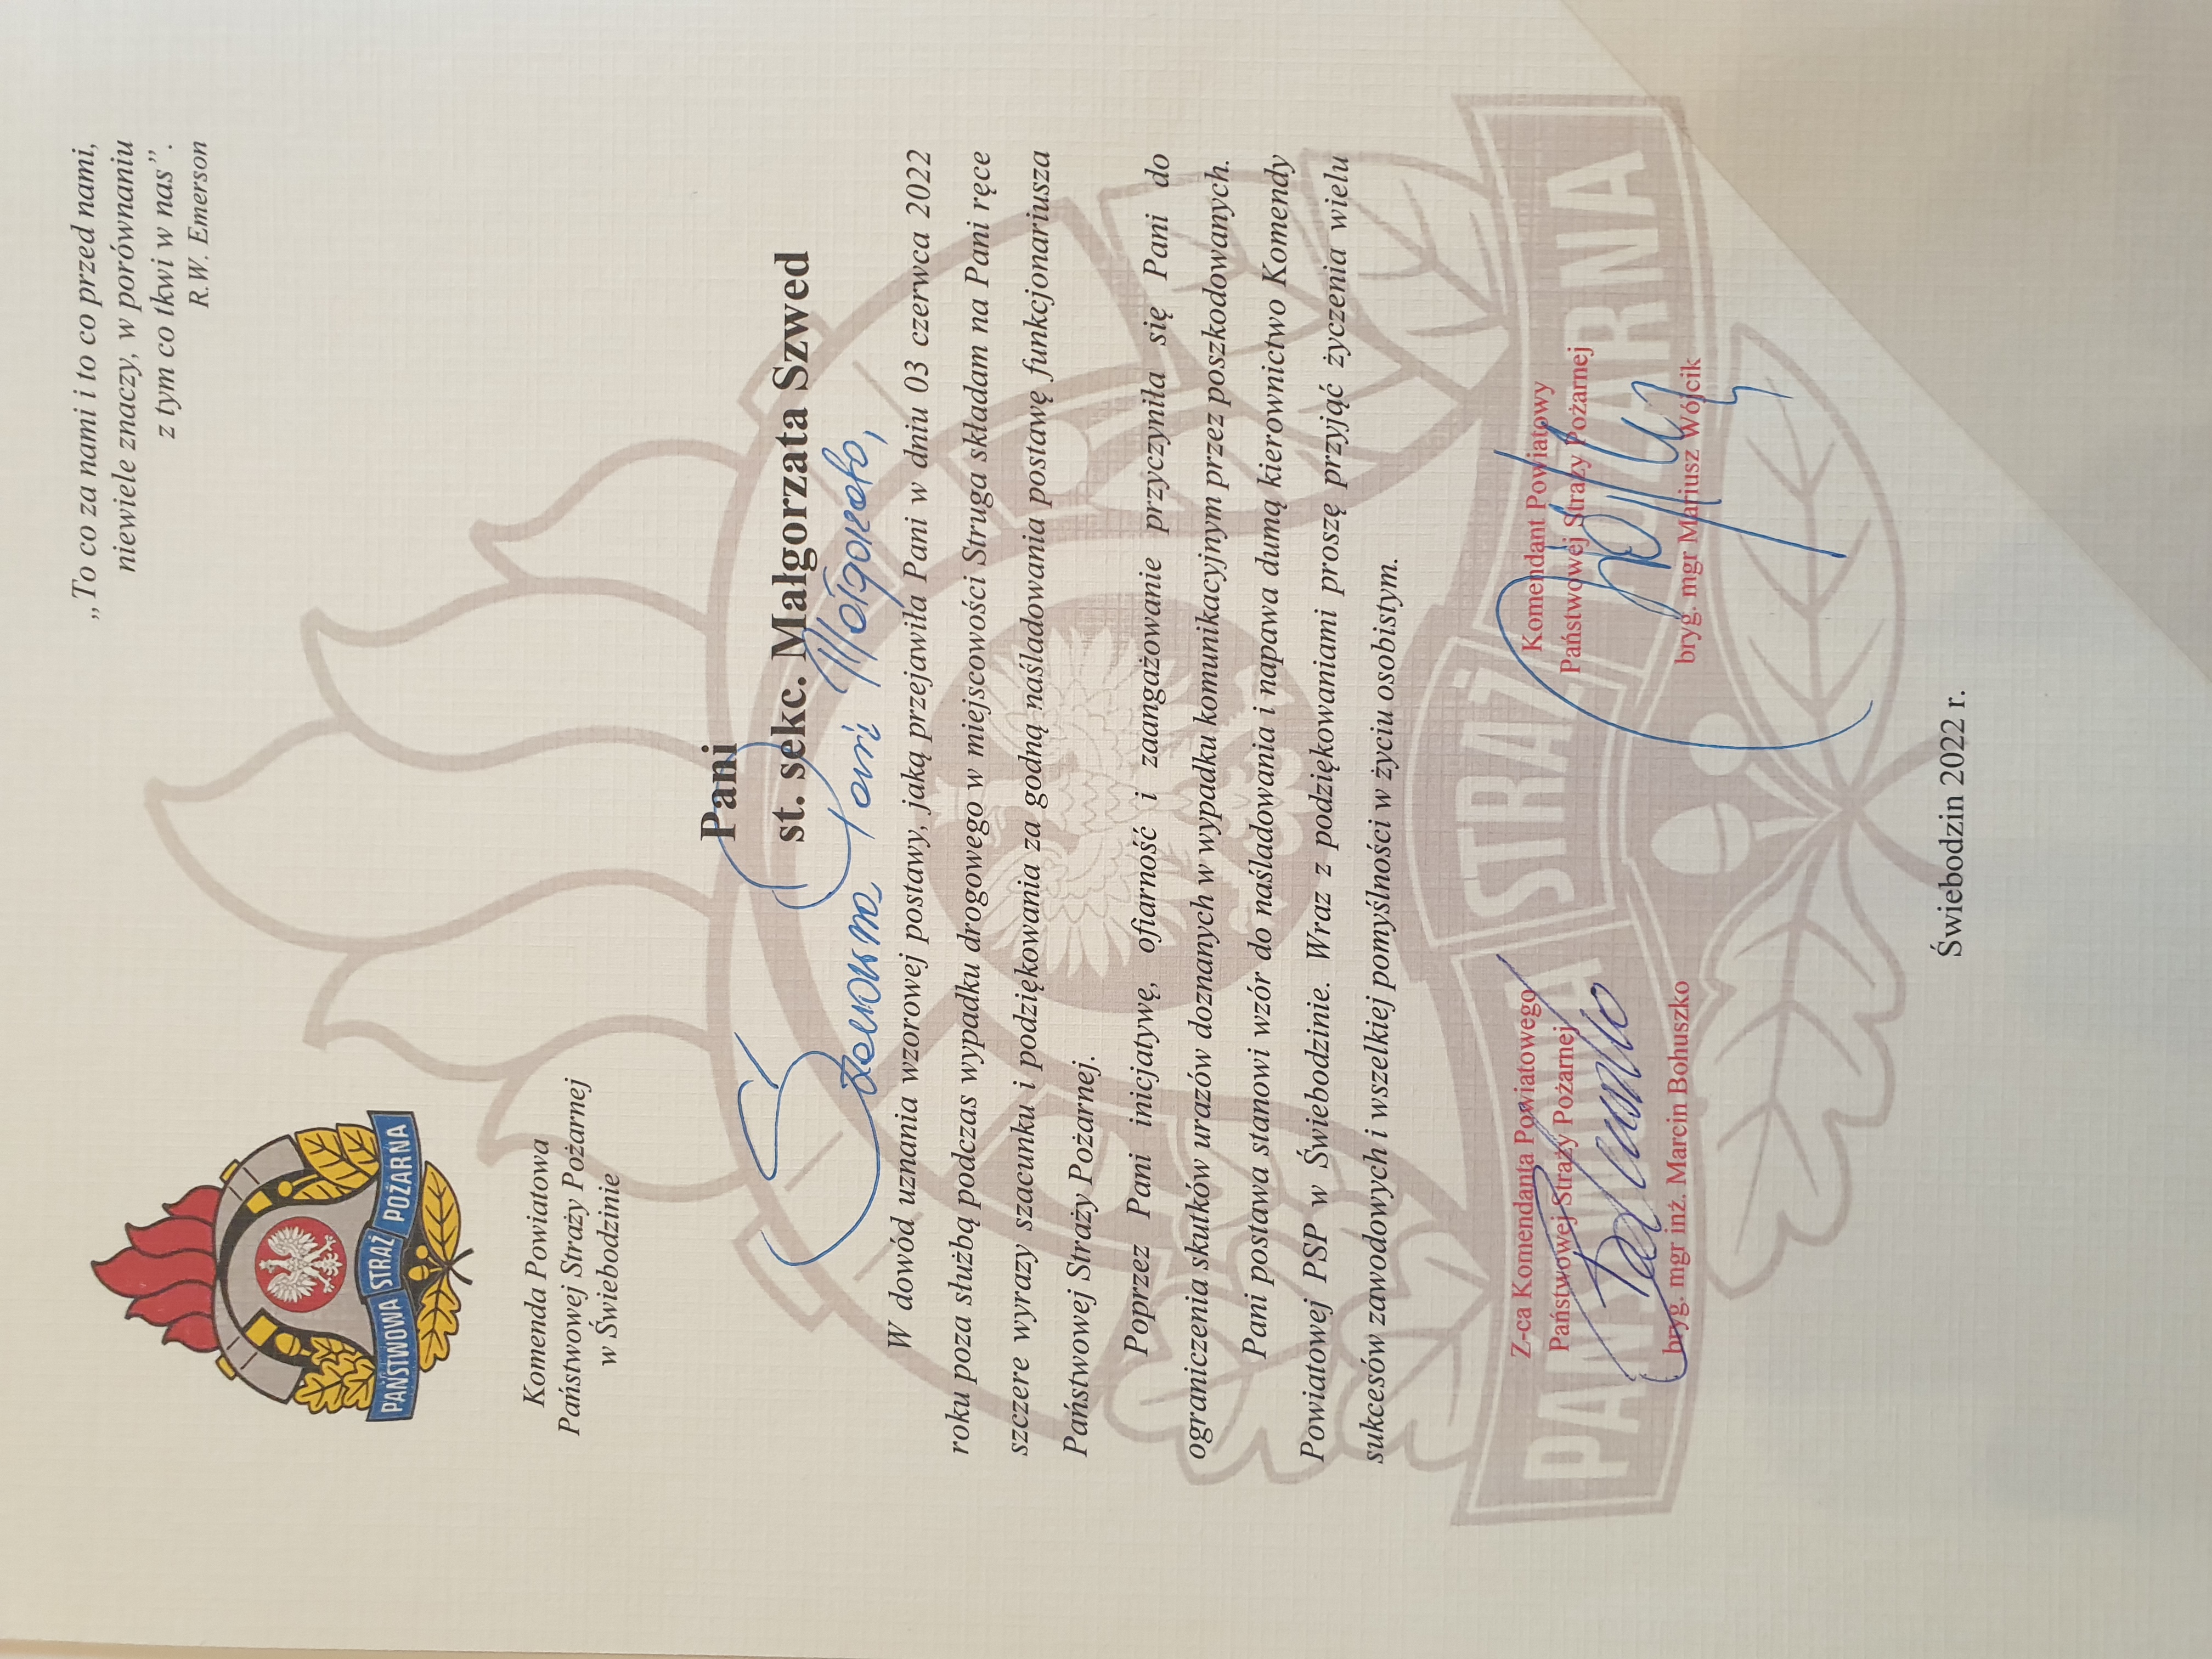 „To co za nami i to co przed nami,
niewiele znaczy, w porównaniu
z tym co tkwi w nas”.
R.W. Emerson
PAŃSTWOWA STRAŻ POŻARNA
Komenda Powiatowa
Państwowej Straży Pożarnej
w Świebodzinie
Pani
st. sekc. Małgorzata Szwed
Szanowna Pani Małgorzato,
W dowód uznania wzorowej postawy, jaką przejawiła Pani w dniu 03 czerwca 2022
roku poza służbą podczas wypadku drogowego w miejscowości Struga składam na Pani ręce
szczere wyrazy szacunku i podziękowania za godną naśladowania postawę funkcjonariusza
Państwowej Straży Pożarnej.
Poprzez Pani inicjatywę, ofiarność i zaangażowanie przyczyniła się Pani do
ograniczenia skutków urazów doznanych w wypadku komunikacyjnym przez poszkodowanych.
Pani postawa stanowi wzór do naśladowania i napawa dumą kierownictwo Komendy
Powiatowej PSP w Świebodzinie. Wraz z podziękowaniami proszę przyjąć życzenia wielu
sukcesów zawodowych i wszelkiej pomyślności w życiu osobistym.
PAŃSTWOWA STRAŻ POŻARNA
Z-ca Komendanta Powiatowego
Państwowej Straży Pożarnej
bryg. mgr inż. Marcin Bohuszko
Komendant Powiatowy
Państwowej Straży Pożarnej
bryg. mgr Mariusz Wójcik
Świebodzin 2022 r.